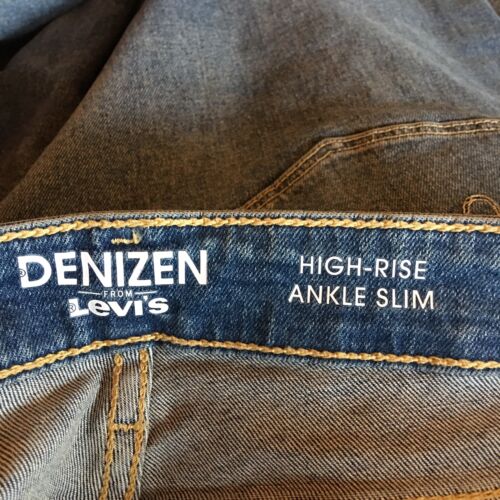 ®DENIZEN
FROM
®Levi's
HIGH-RISE
ANKLE SLIM